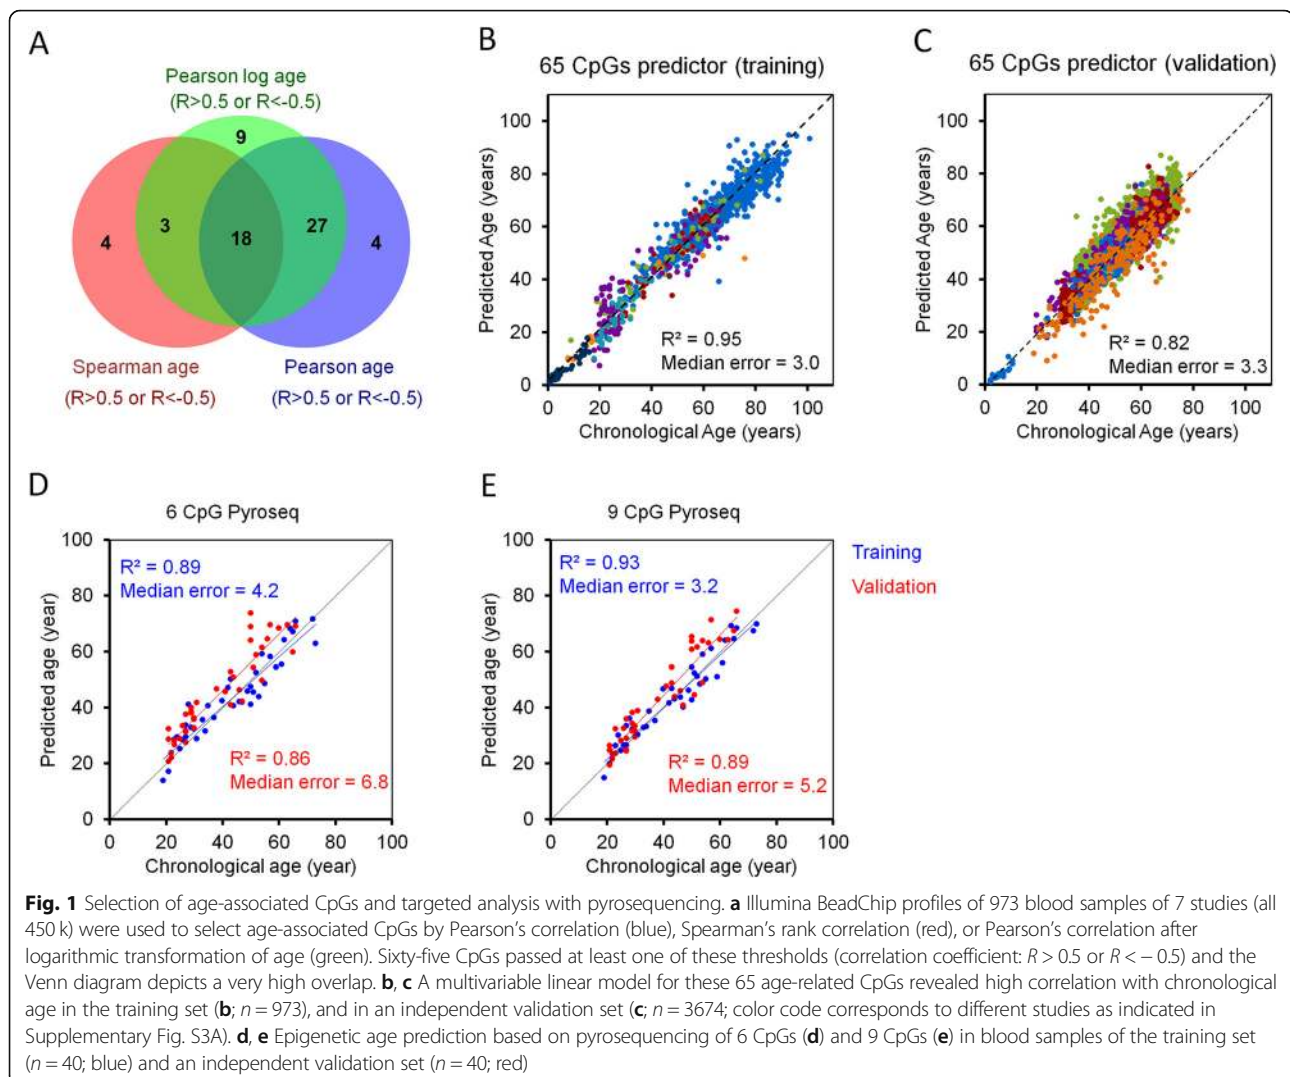 A
Pearson log age
(R>0.5 or R<-0.5)
9
4
3
18
27
4
Spearman age
(R>0.5 or R<-0.5)
Pearson age
(R>0.5 or R<-0.5)
B
65 CpGs predictor (training)
Predicted Age (years)
100
80
60
40
20
0
R² = 0.95
Median error = 3.0
0 20 40 60 80 100
Chronological Age (years)
C
65 CpGs predictor (validation)
Predicted Age (years)
100
80
60
40
20
0
R² = 0.82
Median error = 3.3
0 20 40 60 80 100
Chronological Age (years)
D
6 CpG Pyroseq
Predicted age (year)
100
80
60
40
20
0
R² = 0.89
Median error = 4.2
R² = 0.86
Median error = 6.8
20 40 60 80 100
Chronological age (year)
E
9 CpG Pyroseq
Predicted age (year)
100
80
60
40
20
0
R² = 0.93
Median error = 3.2
R² = 0.89
Median error = 5.2
20 40 60 80 100
Chronological age (year)
Training
Validation
Fig. 1 Selection of age-associated CpGs and targeted analysis with pyrosequencing. a Illumina BeadChip profiles of 973 blood samples of 7 studies (all
450 k) were used to select age-associated CpGs by Pearson's correlation (blue), Spearman's rank correlation (red), or Pearson's correlation after
logarithmic transformation of age (green). Sixty-five CpGs passed at least one of these thresholds (correlation coefficient: R > 0.5 or R < − 0.5) and the
Venn diagram depicts a very high overlap. b, c A multivariable linear model for these 65 age-related CpGs revealed high correlation with chronological
age in the training set (b; n = 973), and in an independent validation set (c; n = 3674; color code corresponds to different studies as indicated in
Supplementary Fig. S3A). d, e Epigenetic age prediction based on pyrosequencing of 6 CpGs (d) and 9 CpGs (e) in blood samples of the training set
(n = 40; blue) and an independent validation set (n = 40; red)